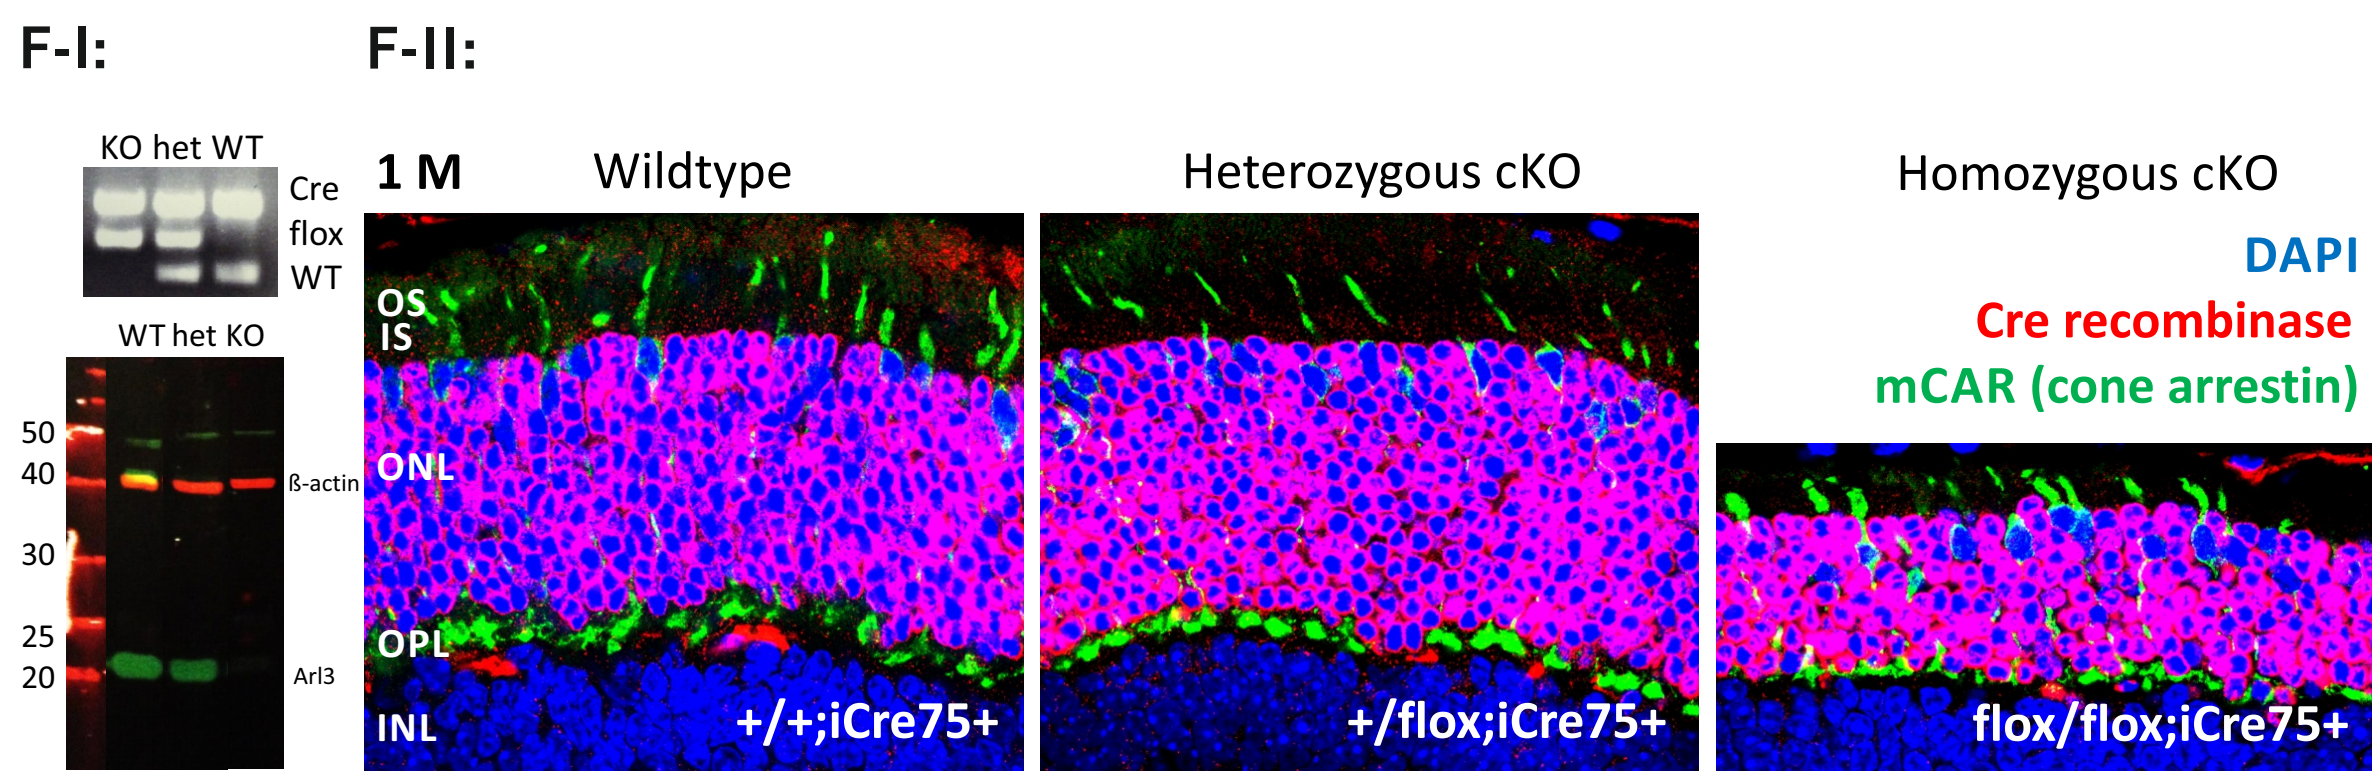 F-I:
F-II:
KO het WT
Cre
flox
WT
WT het KO
50
40
30
25
20
ß-actin
Arl3
1 M
Wildtype
Heterozygous cKO
Homozygous cKO
DAPI
Cre recombinase
mCAR (cone arrestin)
OS
IS
ONL
OPL
INL
+/+;iCre75+
+/flox;iCre75+
flox/flox;iCre75+